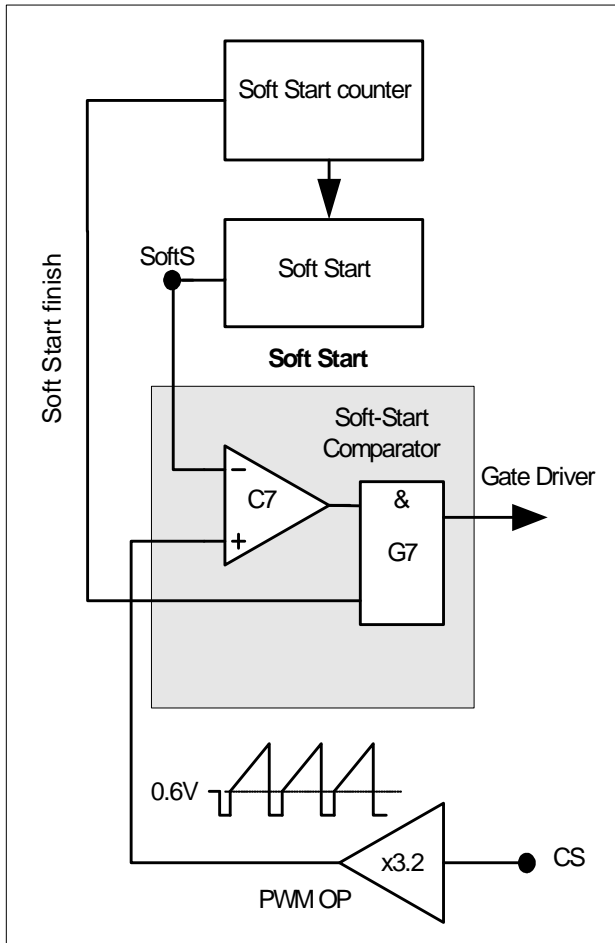 Soft Start counter
SoftS
Soft Start
Soft Start finish
Soft Start
Soft-Start
Comparator
Gate Driver
−
C7
&
+
G7
0.6V
x3.2
CS
PWM OP